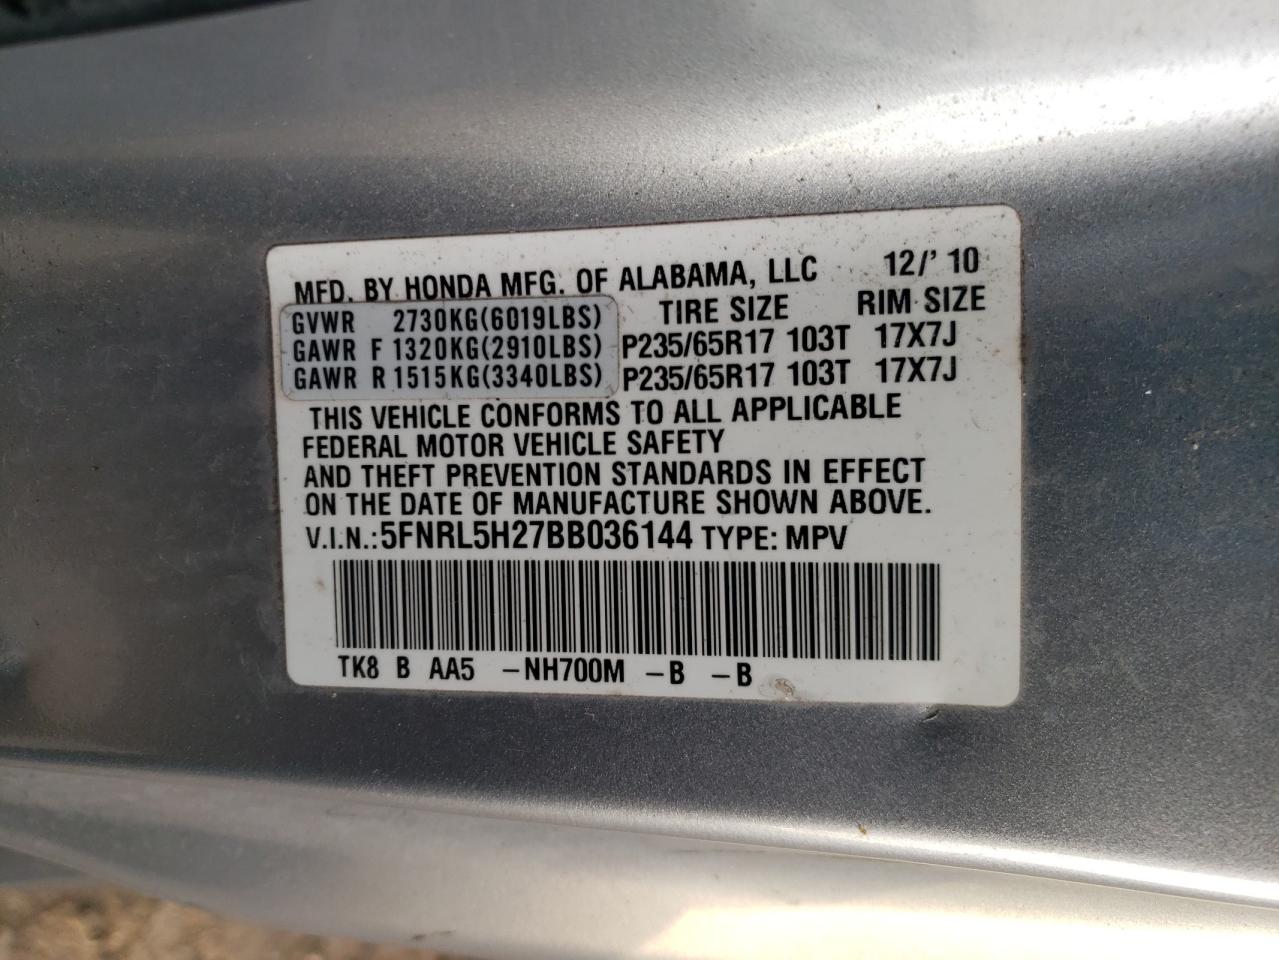 MFD. BY HONDA MFG. OF ALABAMA, LLC 12/' 10
GVWR 2730KG(6019LBS) TIRE SIZE RIM SIZE
GAWR F 1320KG(2910LBS) P235/65R17 103T 17X7J
GAWR R 1515KG(3340LBS) P235/65R17 103T 17X7J
THIS VEHICLE CONFORMS TO ALL APPLICABLE
FEDERAL MOTOR VEHICLE SAFETY
AND THEFT PREVENTION STANDARDS IN EFFECT
ON THE DATE OF MANUFACTURE SHOWN ABOVE.
V.I.N.: 5FNRL5H27BB036144 TYPE: MPV
TK8 B AA5 -NH700M -B -B